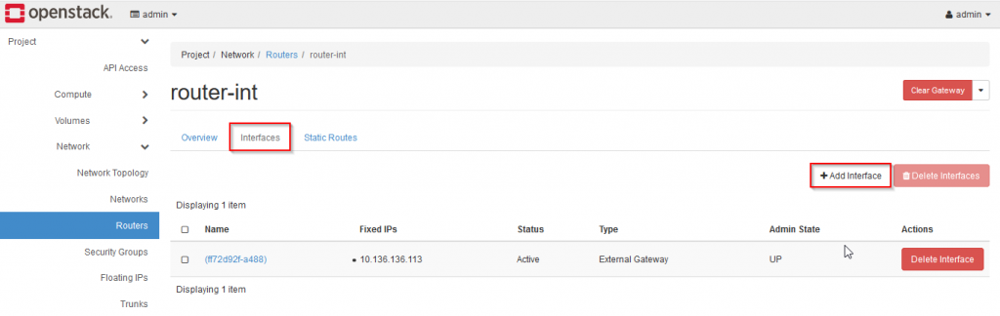 openstack. admin admin
Project
API Access
Compute
Volumes
Network
Network Topology
Networks
Routers
Security Groups
Floating IPs
Trunks
Project / Network / Routers / router-int
router-int
Clear Gateway
Overview Interfaces Static Routes
+ Add Interface Delete Interfaces
Displaying 1 item
Name Fixed IPs Status Type Admin State Actions
(ff72d92f-a488) • 10.136.136.113 Active External Gateway UP Delete Interface
Displaying 1 item